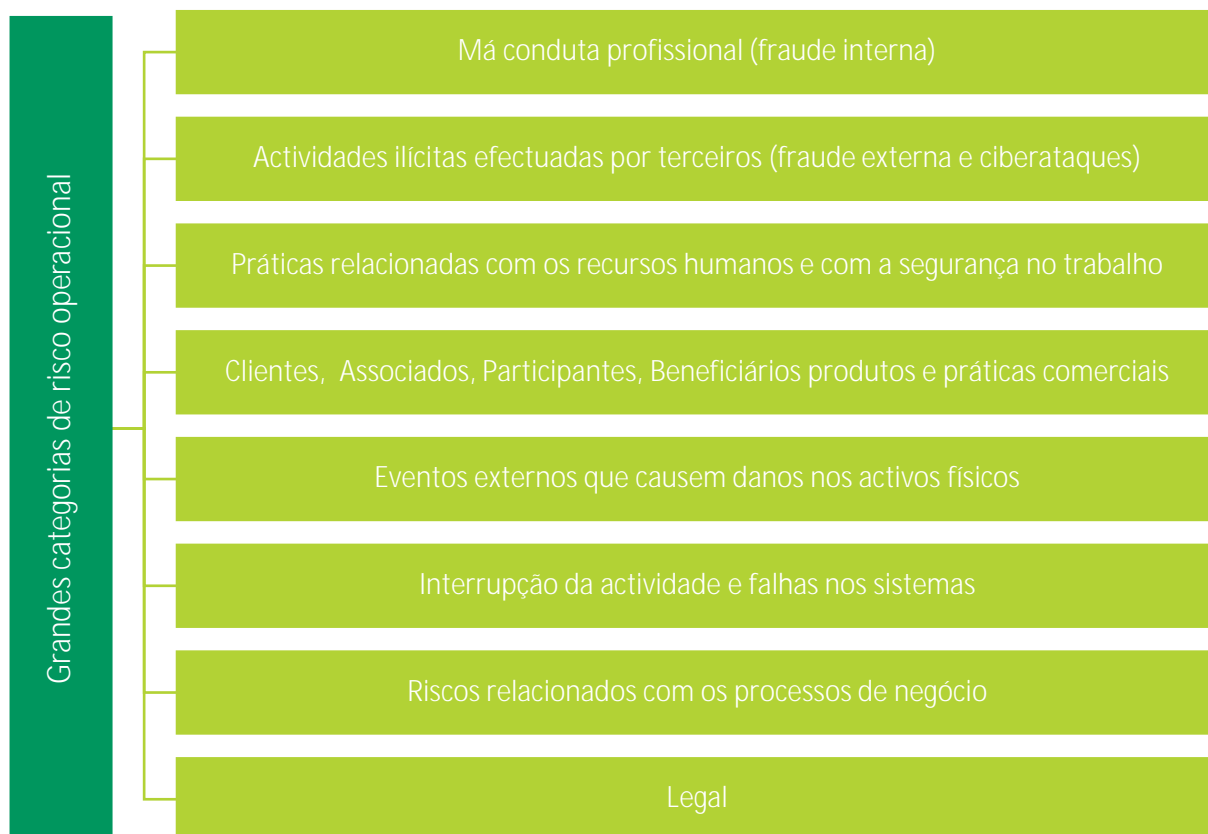 Grandes categorias de risco operacional
Má conduta profissional (fraude interna)
Actividades ilícitas efectuadas por terceiros (fraude externa e ciberataques)
Práticas relacionadas com os recursos humanos e com a segurança no trabalho
Clientes, Associados, Participantes, Beneficiários produtos e práticas comerciais
Eventos externos que causem danos nos activos físicos
Interrupção da actividade e falhas nos sistemas
Riscos relacionados com os processos de negócio
Legal